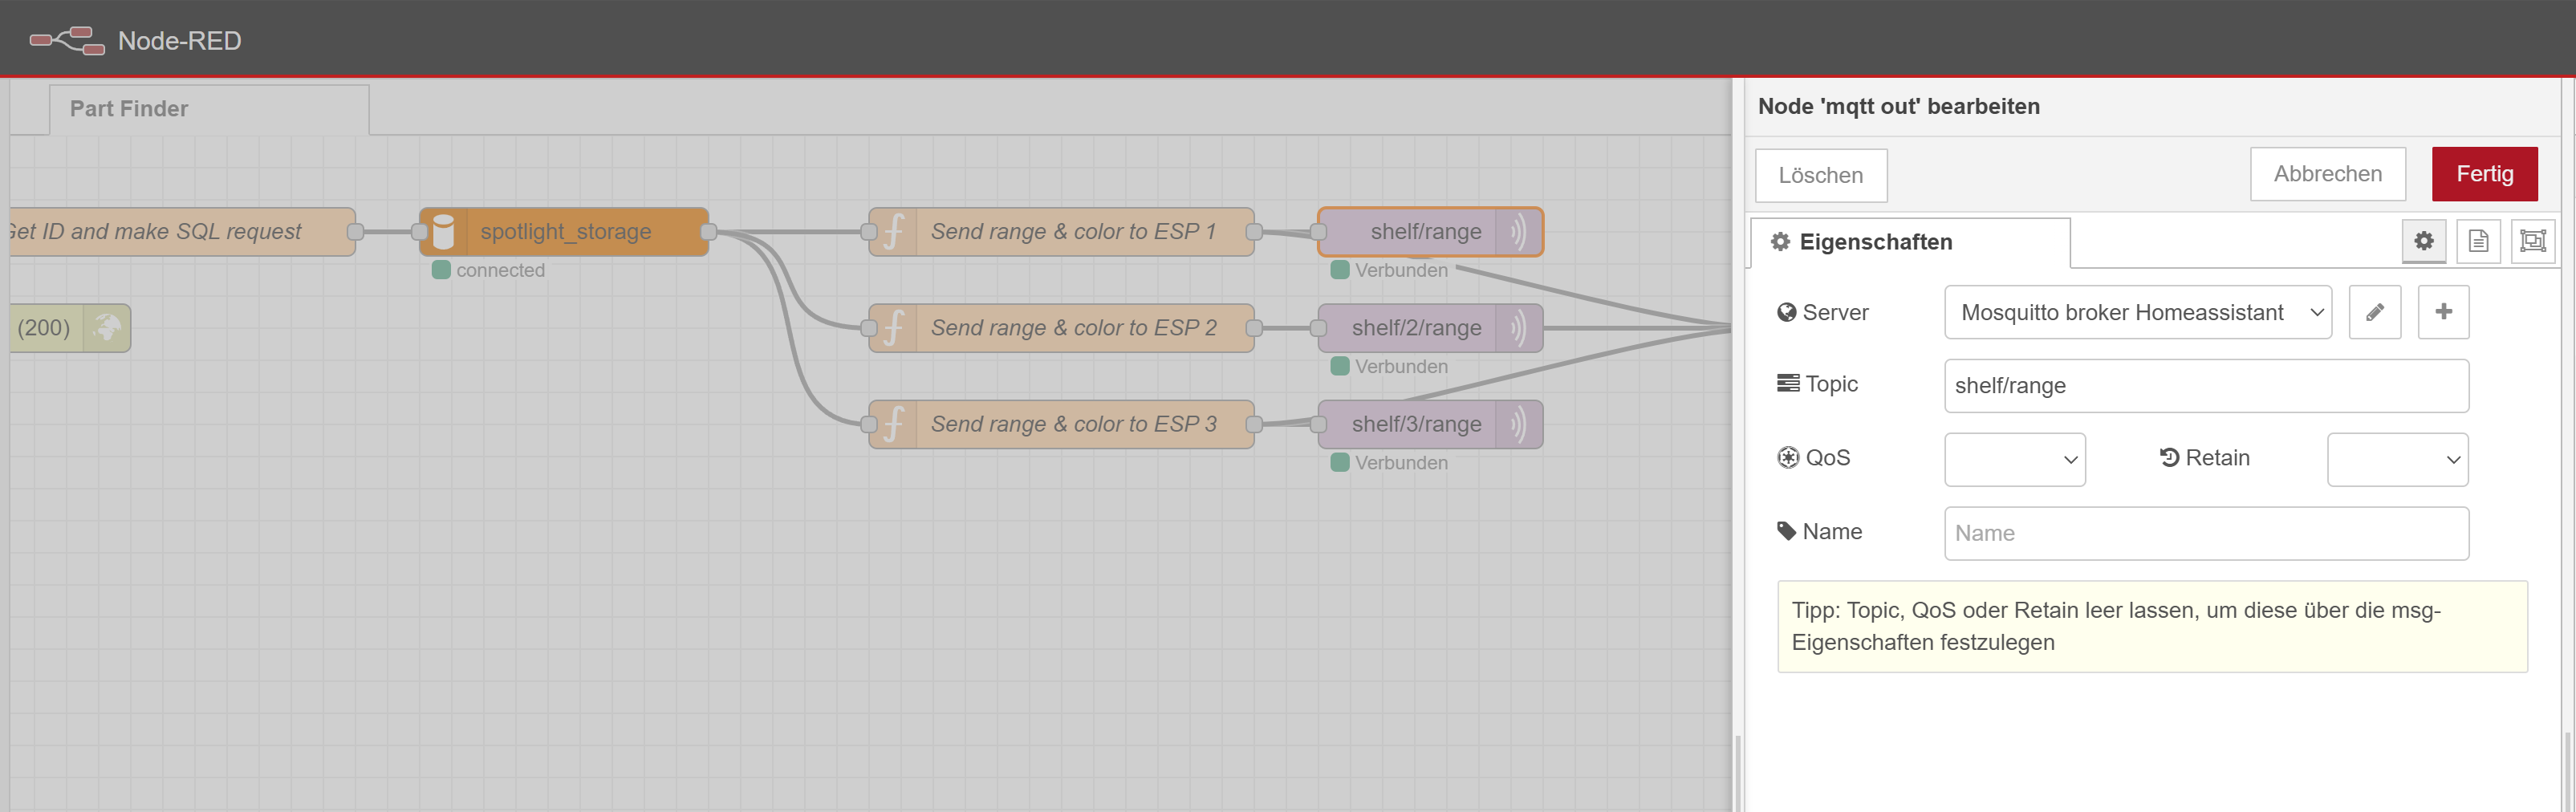 Node-RED
Part Finder
Get ID and make SQL request
spotlight_storage
connected
(200)
Send range & color to ESP 1
shelf/range
Verbunden
Send range & color to ESP 2
shelf/2/range
Verbunden
Send range & color to ESP 3
shelf/3/range
Verbunden
Node 'mqtt out' bearbeiten
Löschen
Abbrechen
Fertig
Eigenschaften
Server
Mosquitto broker Homeassistant
Topic
shelf/range
QoS
Retain
Name
Name
Tipp: Topic, QoS oder Retain leer lassen, um diese über die msg-
Eigenschaften festzulegen